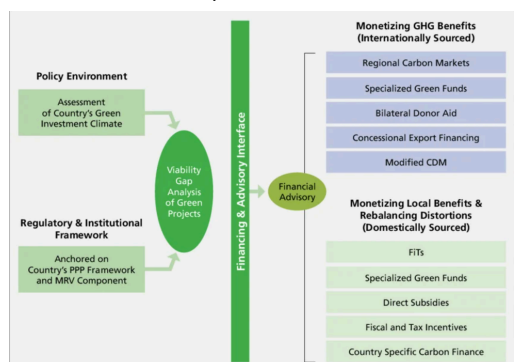 Policy Environment
Assessment
of Country's Green
Investment Climate
Regulatory & Institutional
Framework
Anchored on
Country's PPP Framework
and MRV Component
Viability
Gap
Analysis
of Green
Projects
Financing & Advisory Interface
Financial
Advisory
Monetizing GHG Benefits
(Internationally Sourced)
Regional Carbon Markets
Specialized Green Funds
Bilateral Donor Aid
Concessional Export Financing
Modified CDM
Monetizing Local Benefits &
Rebalancing Distortions
(Domestically Sourced)
FiTs
Specialized Green Funds
Direct Subsidies
Fiscal and Tax Incentives
Country Specific Carbon Finance